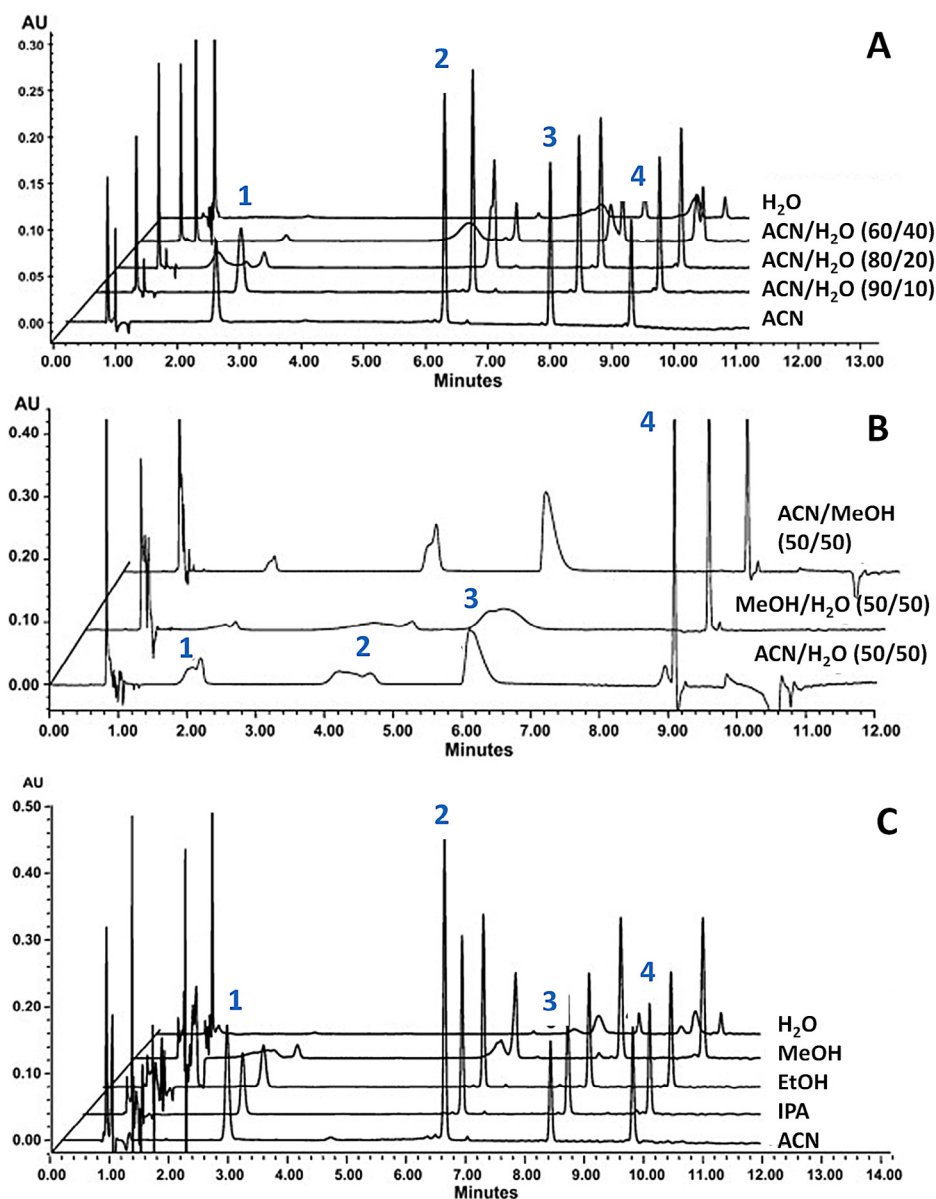 AU
A
0.30
2
0.25
0.20
3
0.15
1
4
H₂O
0.10
ACN/H₂O (60/40)
ACN/H₂O (80/20)
0.05
ACN/H₂O (90/10)
0.00
ACN
0.00 1.00 2.00 3.00 4.00 5.00 6.00 7.00 8.00 9.00 10.00 11.00 12.00 13.00
Minutes
AU
B
4
0.40
0.30
ACN/MeOH
(50/50)
0.20
3
MeOH/H₂O (50/50)
0.10
1
2
ACN/H₂O (50/50)
0.00
0.00 1.00 2.00 3.00 4.00 5.00 6.00 7.00 8.00 9.00 10.00 11.00 12.00
Minutes
AU
C
0.50
2
0.40
0.30
0.20
1
3
4
H₂O
MeOH
0.10
EtOH
IPA
0.00
ACN
0.00 1.00 2.00 3.00 4.00 5.00 6.00 7.00 8.00 9.00 10.00 11.00 12.00 13.00 14.00
Minutes